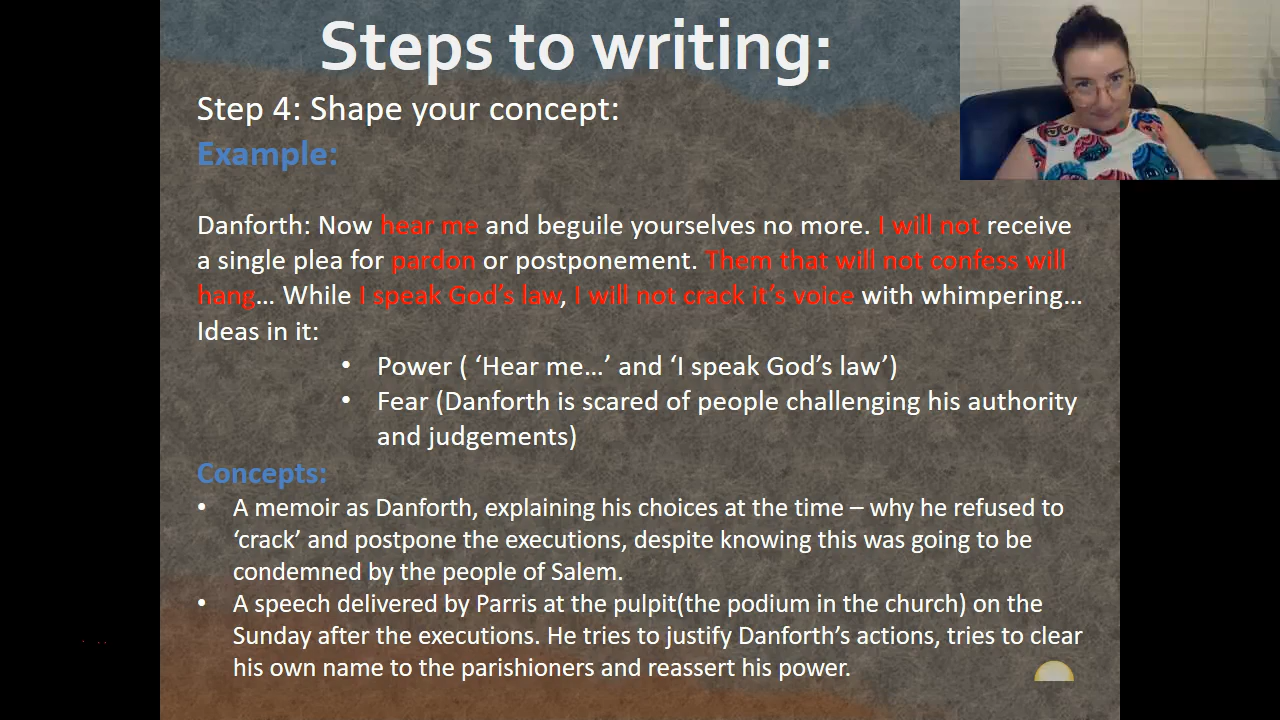 Steps to writing:
Step 4: Shape your concept:
Example:
Danforth: Now hear me and beguile yourselves no more. I will not receive
a single plea for pardon or postponement. Them that will not confess will
hang... While I speak God's law, I will not crack it's voice with whimpering...
Ideas in it:
• Power ( ‘Hear me…’ and ‘I speak God’s law’)
• Fear (Danforth is scared of people challenging his authority
and judgements)
Concepts:
• A memoir as Danforth, explaining his choices at the time – why he refused to
‘crack’ and postpone the executions, despite knowing this was going to be
condemned by the people of Salem.
• A speech delivered by Parris at the pulpit(the podium in the church) on the
Sunday after the executions. He tries to justify Danforth’s actions, tries to clear
his own name to the parishioners and reassert his power.